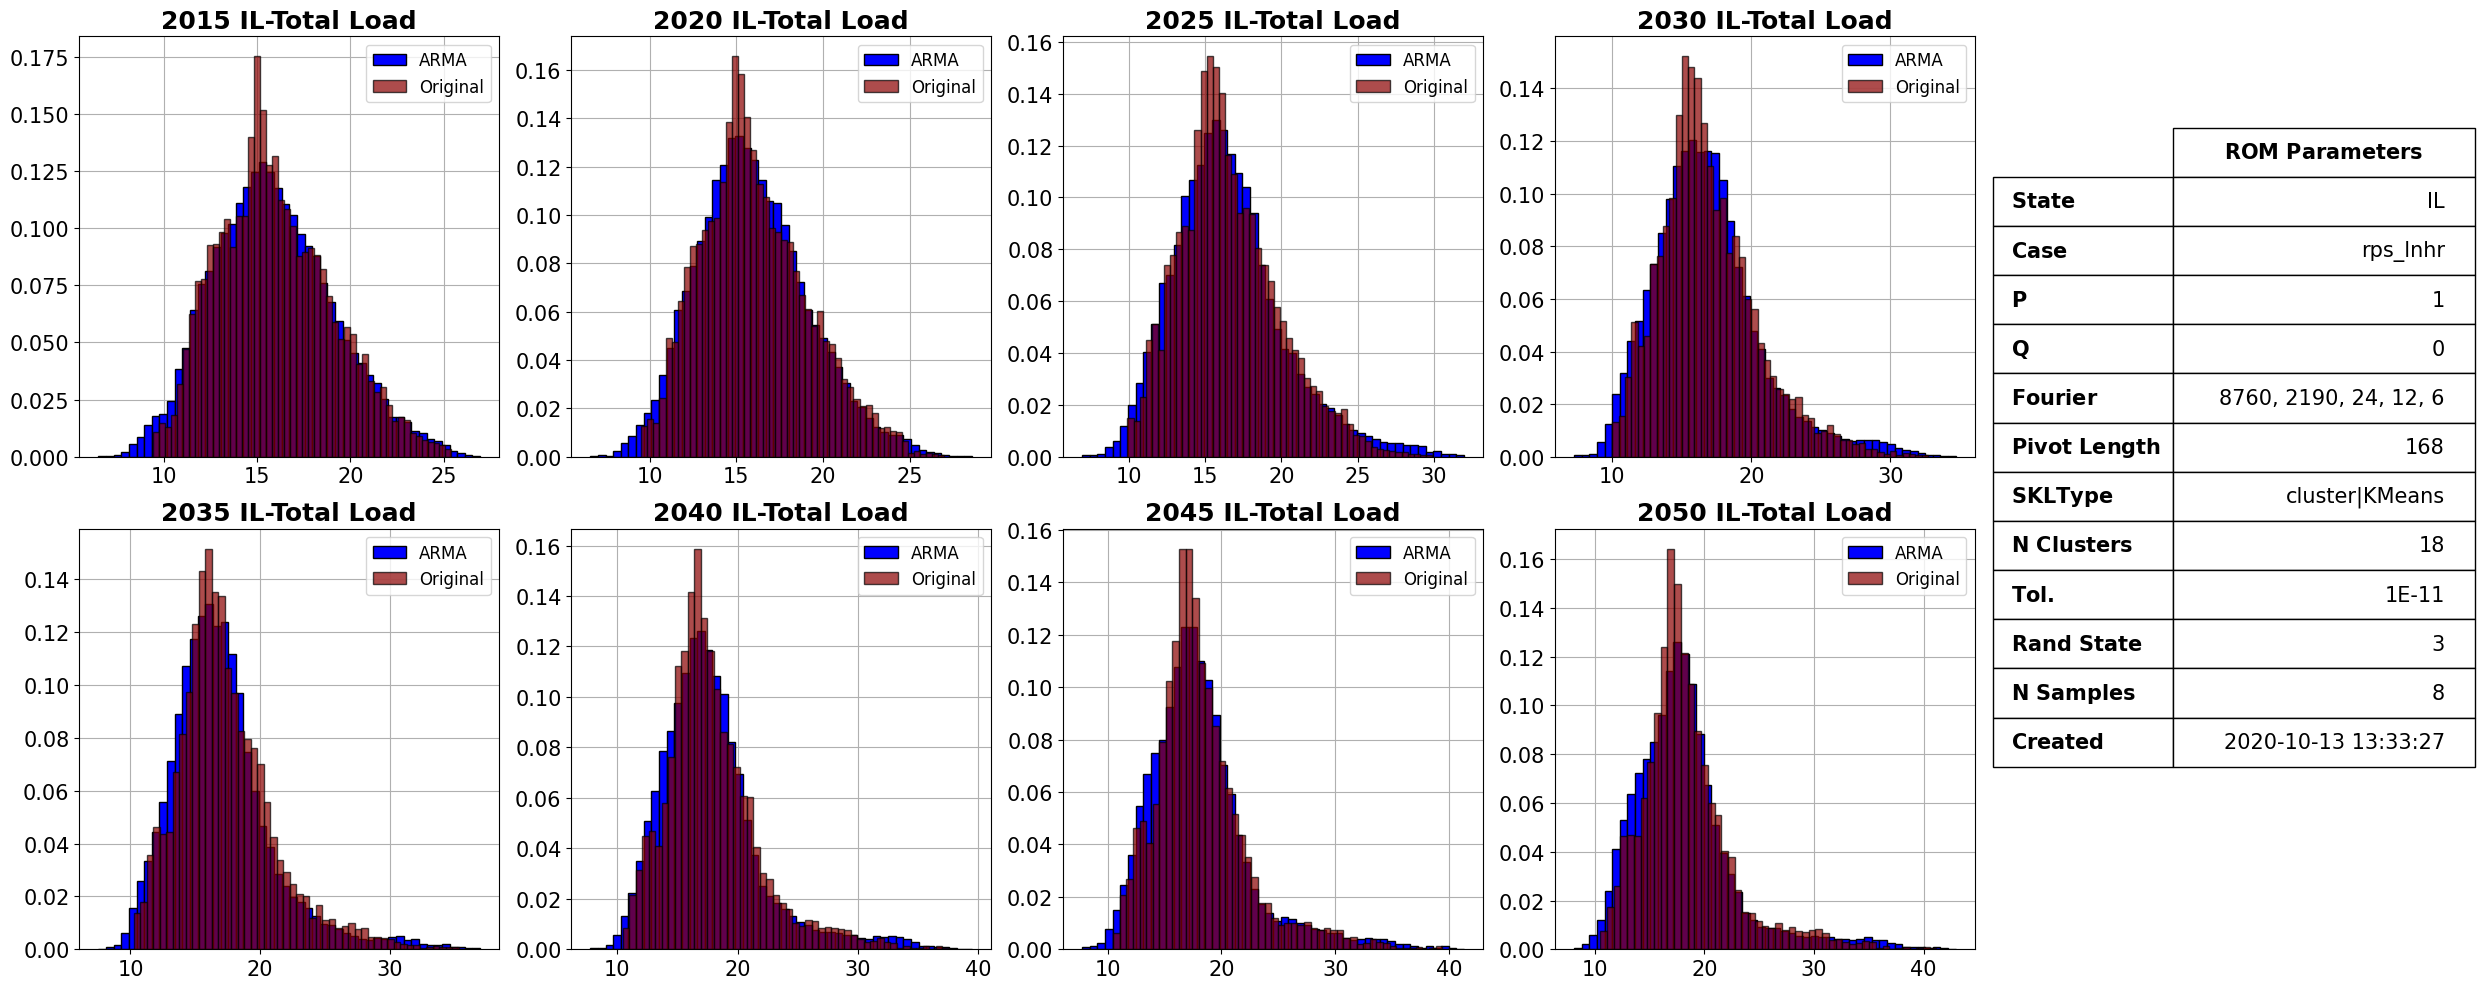 2015 IL-Total Load
ARMA
Original
0.175
0.150
0.125
0.100
0.075
0.050
0.025
0.000
10 15 20 25
2020 IL-Total Load
ARMA
Original
0.16
0.14
0.12
0.10
0.08
0.06
0.04
0.02
0.00
10 15 20 25
2025 IL-Total Load
ARMA
Original
0.16
0.14
0.12
0.10
0.08
0.06
0.04
0.02
0.00
10 15 20 25 30
2030 IL-Total Load
ARMA
Original
0.14
0.12
0.10
0.08
0.06
0.04
0.02
0.00
10 20 30
2035 IL-Total Load
ARMA
Original
0.14
0.12
0.10
0.08
0.06
0.04
0.02
0.00
10 20 30
2040 IL-Total Load
ARMA
Original
0.16
0.14
0.12
0.10
0.08
0.06
0.04
0.02
0.00
10 20 30 40
2045 IL-Total Load
ARMA
Original
0.16
0.14
0.12
0.10
0.08
0.06
0.04
0.02
0.00
10 20 30 40
2050 IL-Total Load
ARMA
Original
0.16
0.14
0.12
0.10
0.08
0.06
0.04
0.02
0.00
10 20 30 40
ROM Parameters
State IL
Case rps_lnhr
P 1
Q 0
Fourier 8760, 2190, 24, 12, 6
Pivot Length 168
SKLType cluster|KMeans
N Clusters 18
Tol. 1E-11
Rand State 3
N Samples 8
Created 2020-10-13 13:33:27